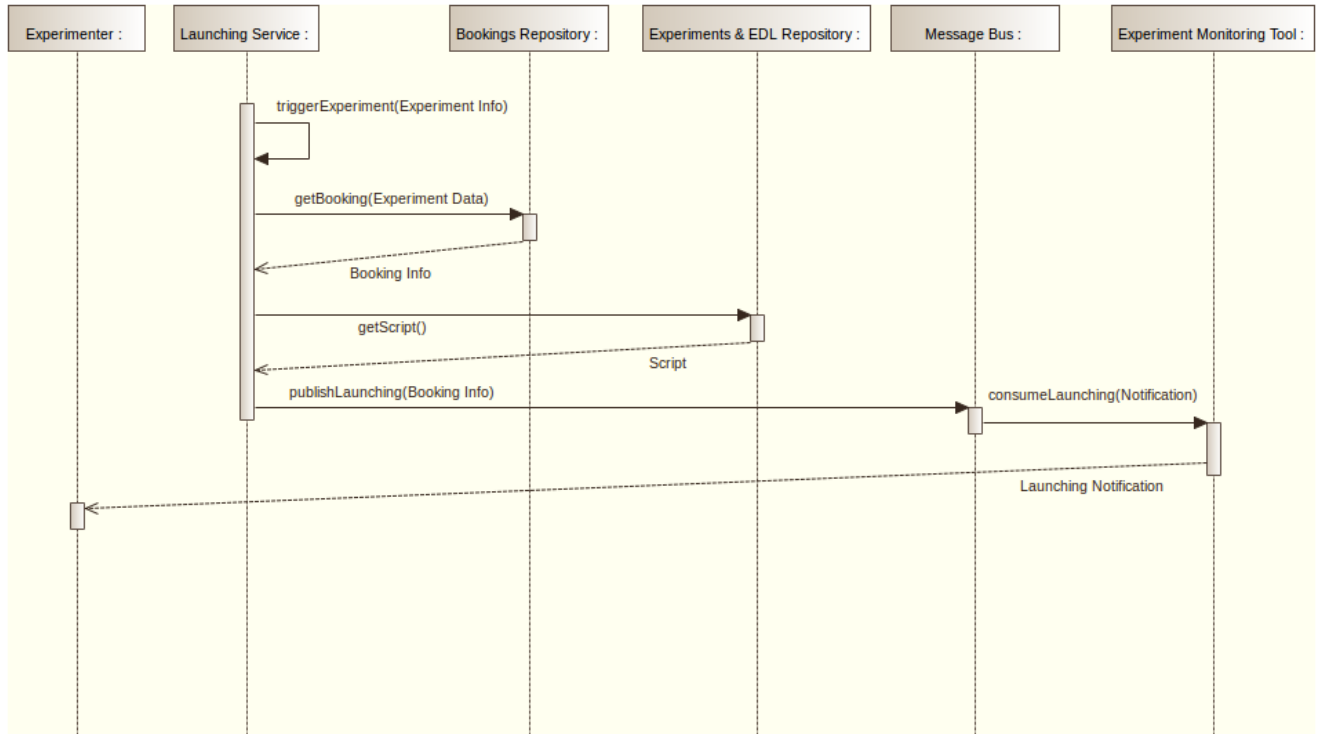 Experimenter :
Launching Service :
Bookings Repository :
Experiments & EDL Repository :
Message Bus :
Experiment Monitoring Tool :
triggerExperiment(Experiment Info)
getBooking(Experiment Data)
Booking Info
getScript()
Script
publishLaunching(Booking Info)
consumeLaunching(Notification)
Launching Notification